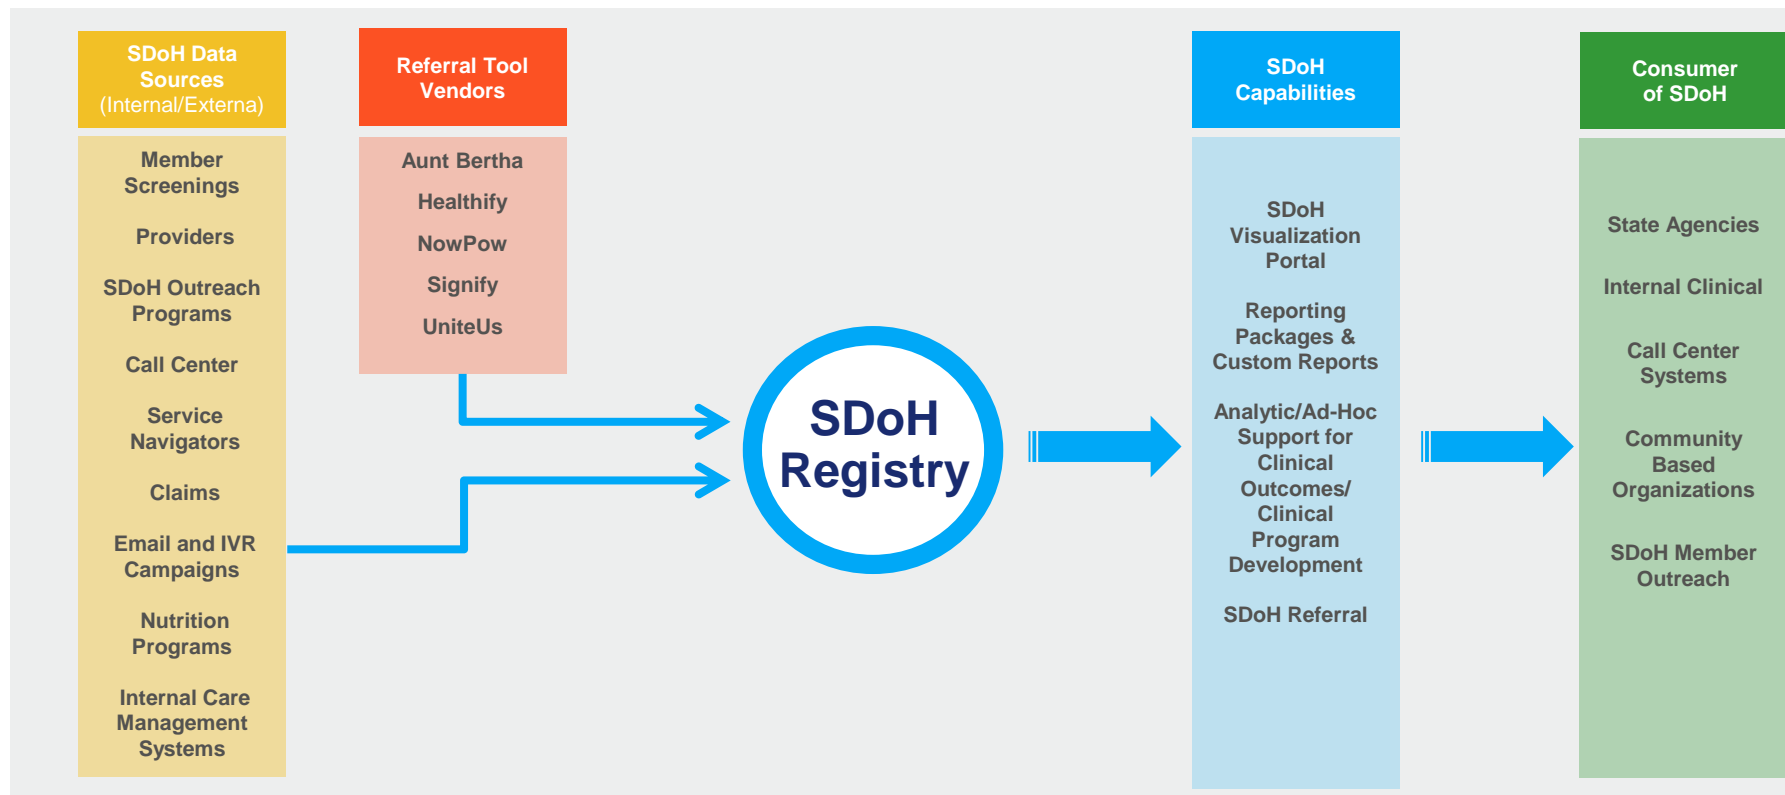 SDoH Data
Sources
(Internal/Externa)
Member
Screenings
Providers
SDoH Outreach
Programs
Call Center
Service
Navigators
Claims
Email and IVR
Campaigns
Nutrition
Programs
Internal Care
Management
Systems
Referral Tool
Vendors
Aunt Bertha
Healthify
NowPow
Signify
UniteUs
SDoH
Registry
SDoH
Capabilities
SDoH
Visualization
Portal
Reporting
Packages &
Custom Reports
Analytic/Ad-Hoc
Support for
Clinical
Outcomes/
Clinical
Program
Development
SDoH Referral
Consumer
of SDoH
State Agencies
Internal Clinical
Call Center
Systems
Community
Based
Organizations
SDoH Member
Outreach